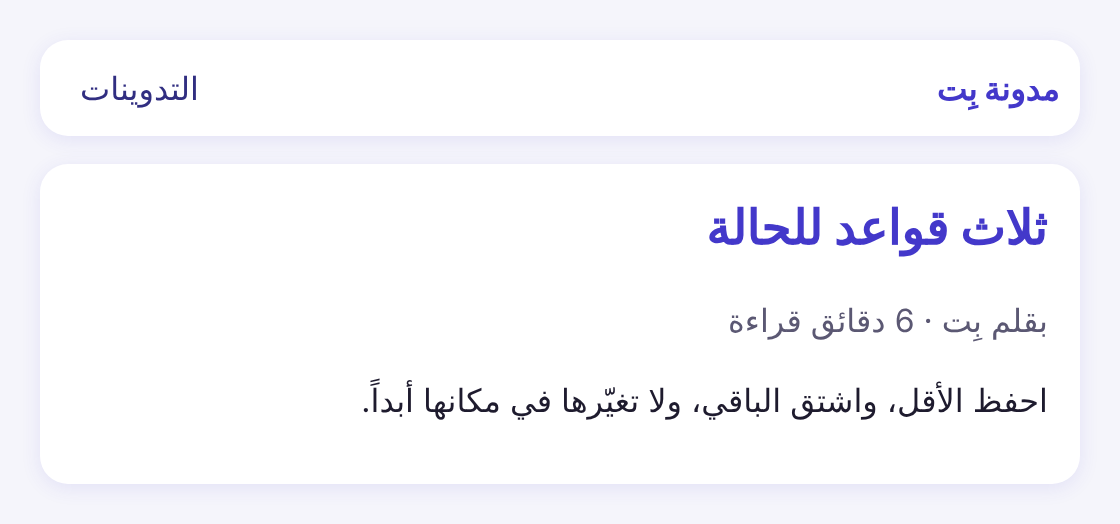 مدونة بِت
التدوينات
ثلاث قواعد للحالة
بقلم بِت · 6 دقائق قراءة
احفظ الأقل، واشتق الباقي، ولا تغيّرها في مكانها أبداً.